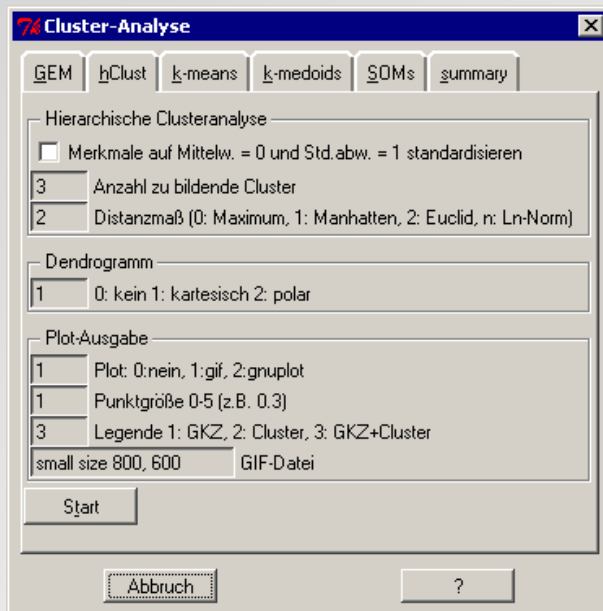 Cluster-Analyse
GEM hClust k-means k-medoids SOMs summary
Hierarchische Clusteranalyse
Merkmale auf Mittelw. = 0 und Std.abw. = 1 standardisieren
3 Anzahl zu bildende Cluster
2 Distanzmaß (0: Maximum, 1: Manhatten, 2: Euclid, n: Ln-Norm)
Dendrogramm
1 0: kein 1: kartesisch 2: polar
Plot-Ausgabe
1 Plot: 0:nein, 1:gif, 2:gnuplot
1 Punktgröße 0-5 (z.B. 0.3)
3 Legende 1: GKZ, 2: Cluster, 3: GKZ+Cluster
small size 800, 600 GIF-Datei
Start
Abbruch ?